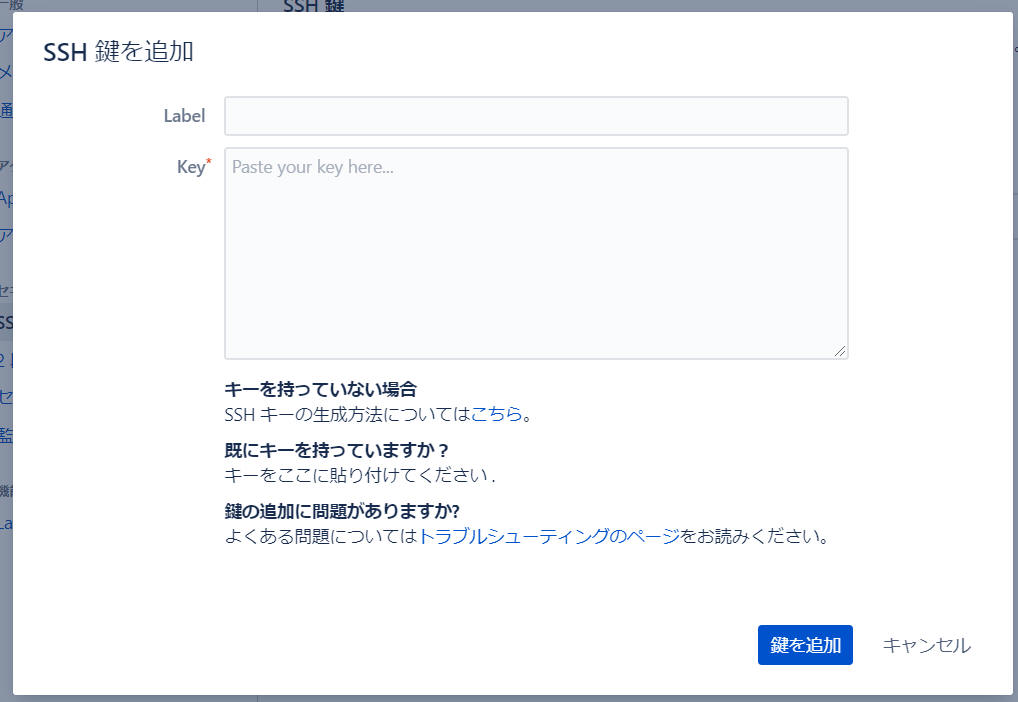 SSH 鍵
SSH 鍵を追加
Label
Key*
Paste your key here...
キーを持っていない場合
SSH キーの生成方法についてはこちら。
既にキーを持っていますか？
キーをここに貼り付けてください .
鍵の追加に問題がありますか?
よくある問題についてはトラブルシューティングのページをお読みください。
鍵を追加
キャンセル